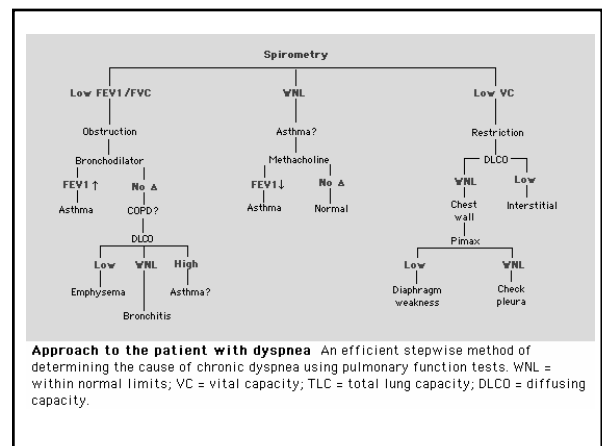 Spirometry
Low FEV1/FVC WNL Low VC
Obstruction Asthma? Restriction
Bronchodilator Methacholine DLCO
FEV1 ↑ No Δ FEV1↓ No Δ WNL Low
Asthma COPD? Asthma Normal Chest wall Interstitial
DLCO Pimax
Low WNL High Low WNL
Emphysema Asthma? Diaphragm weakness Check pleura
Bronchitis
Approach to the patient with dyspnea An efficient stepwise method of
determining the cause of chronic dyspnea using pulmonary function tests. WNL =
within normal limits; VC = vital capacity; TLC = total lung capacity; DLCO = diffusing
capacity.